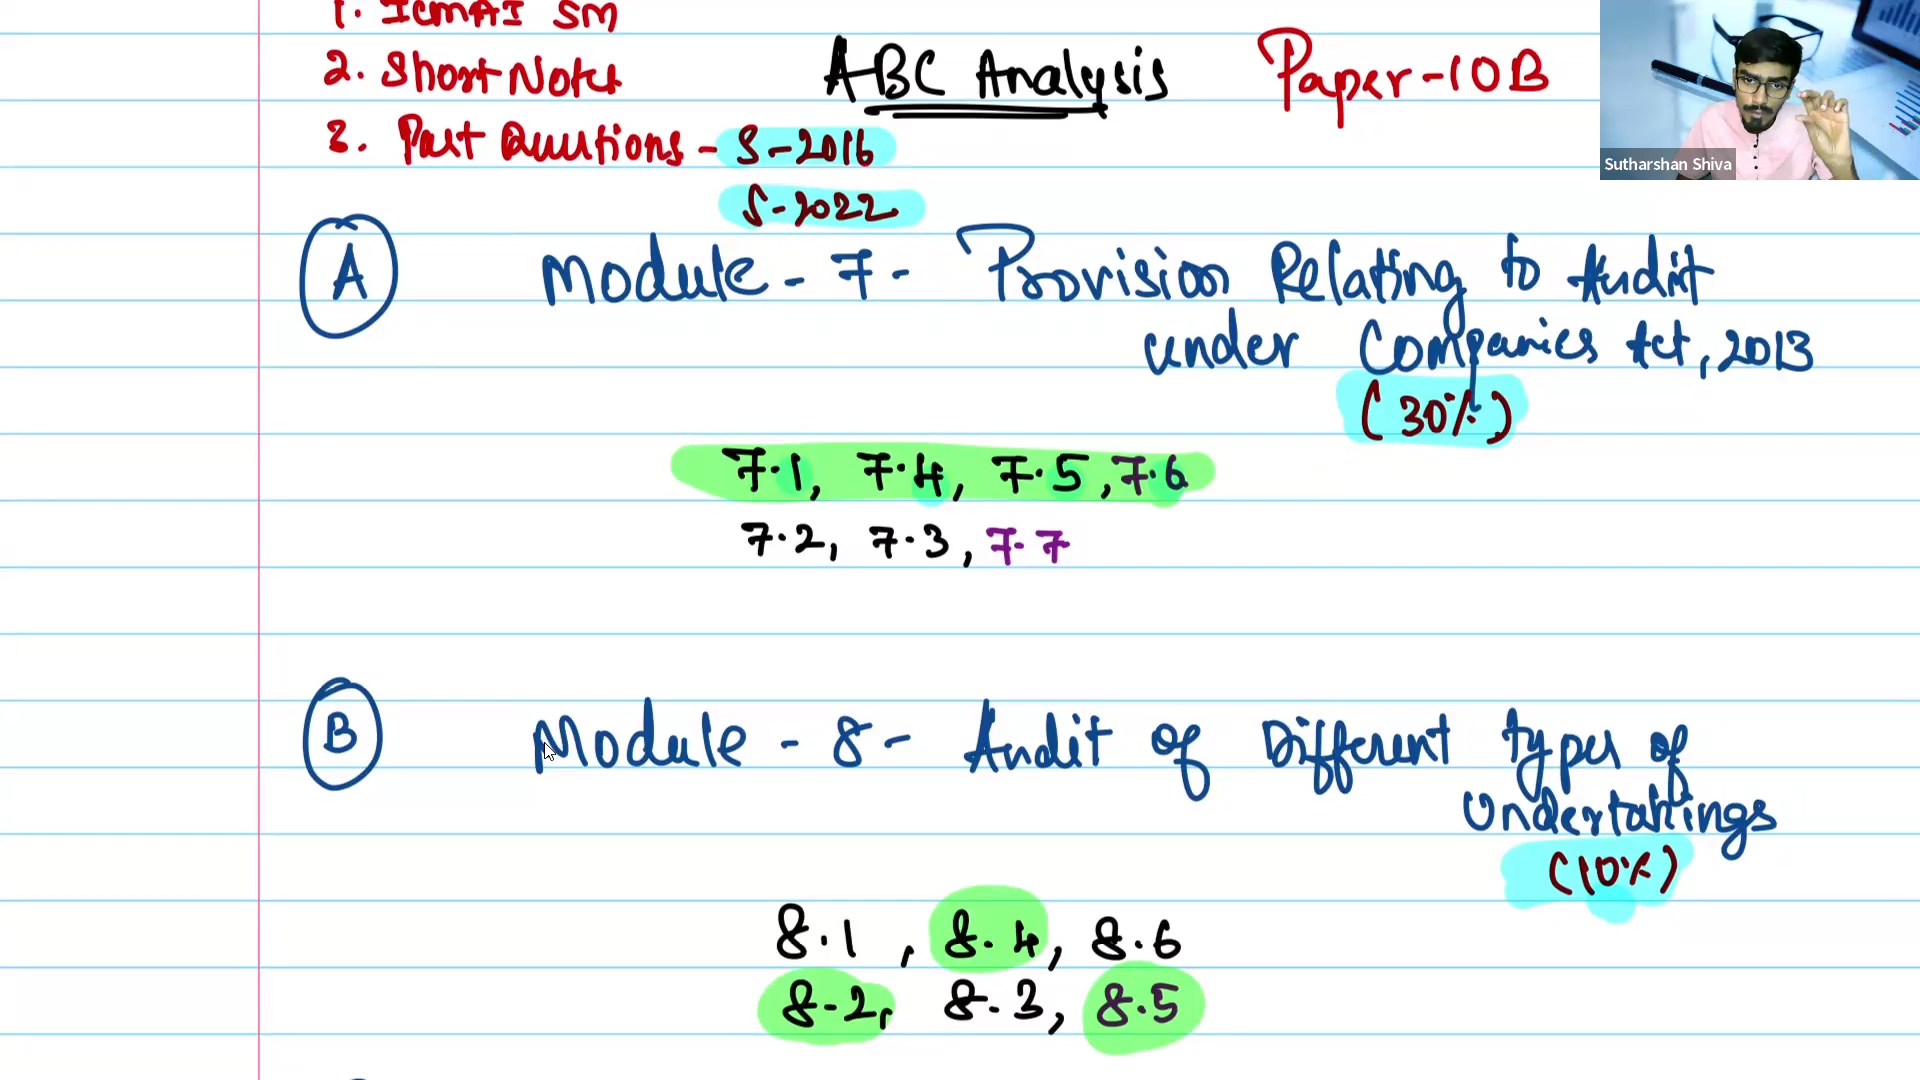 1. ICMAI SM
2. Short Notes
ABC Analysis
Paper-10B
3. Past Questions - S-2016
S-2022
Sutharshan Shiva
A
Module - 7 - Provision Relating to Audit
under Companies Act, 2013
(30%)
7.1, 7.4, 7.5, 7.6
7.2, 7.3, 7.7
B
Module - 8 - Audit of Different types of
Undertakings
(10%)
8.1, 8.4, 8.6
8.2, 8.3, 8.5